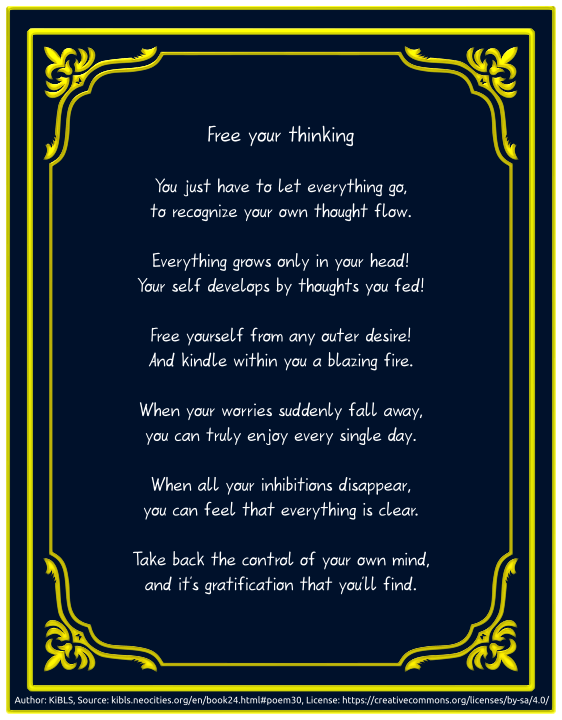 Free your thinking
You just have to let everything go,
to recognize your own thought flow.
Everything grows only in your head!
Your self develops by thoughts you fed!
Free yourself from any outer desire!
And kindle within you a blazing fire.
When your worries suddenly fall away,
you can truly enjoy every single day.
When all your inhibitions disappear,
you can feel that everything is clear.
Take back the control of your own mind,
and it's gratification that you'll find.
Author: KiBLS, Source: kibls.neocities.org/en/book24.html#poem30, License: https://creativecommons.org/licenses/by-sa/4.0/